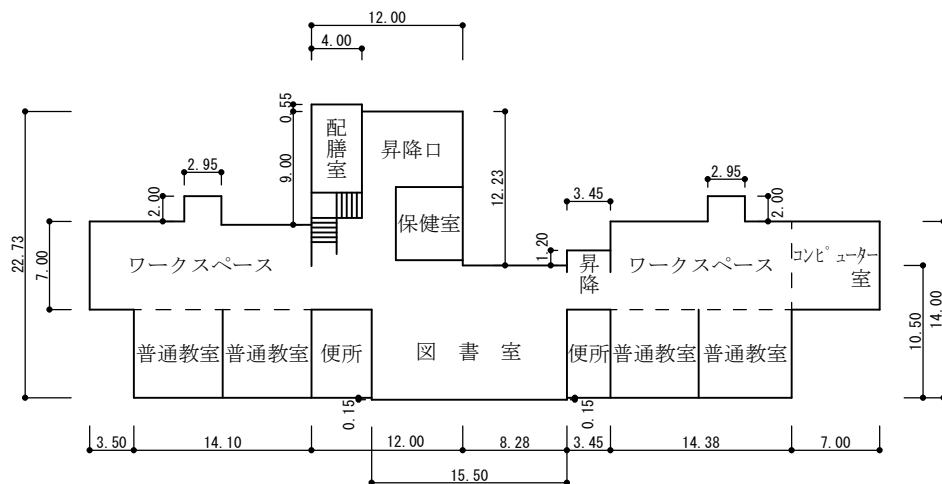 12.00
4.00
0.55
配膳室
昇降口
9.00
12.23
2.95
2.00
保健室
3.45
1.20
2.95
2.00
22.73
7.00
ワークスペース
昇降
ワークスペース
コンピューター室
10.50
14.00
普通教室
普通教室
便所
図書室
便所
普通教室
普通教室
0.15
0.15
3.50
14.10
12.00
8.28
3.45
14.38
7.00
15.50